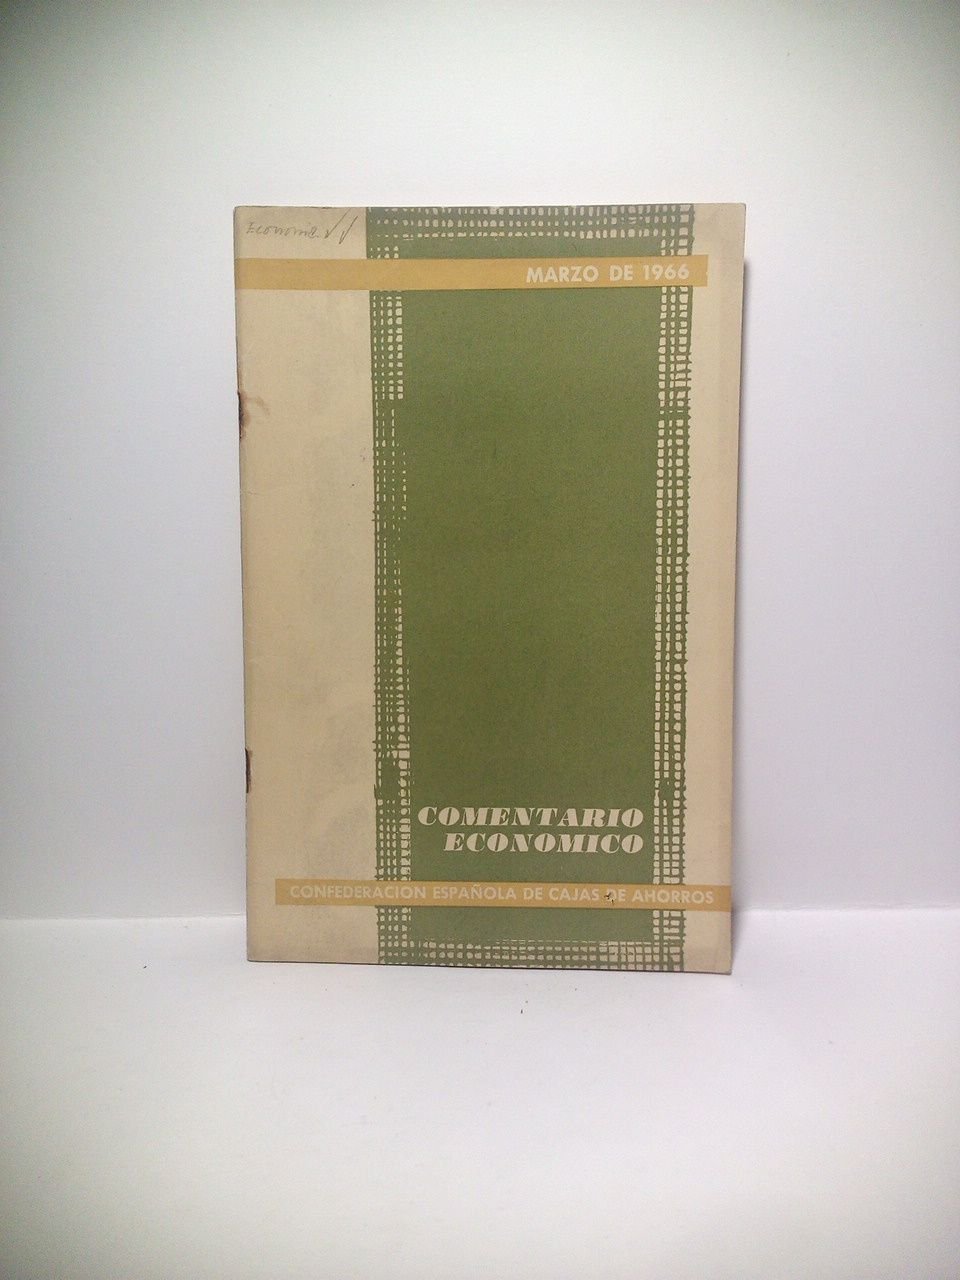 Economia
MARZO DE 1966
COMENTARIO
ECONOMICO
CONFEDERACION ESPAÑOLA DE CAJAS DE AHORROS